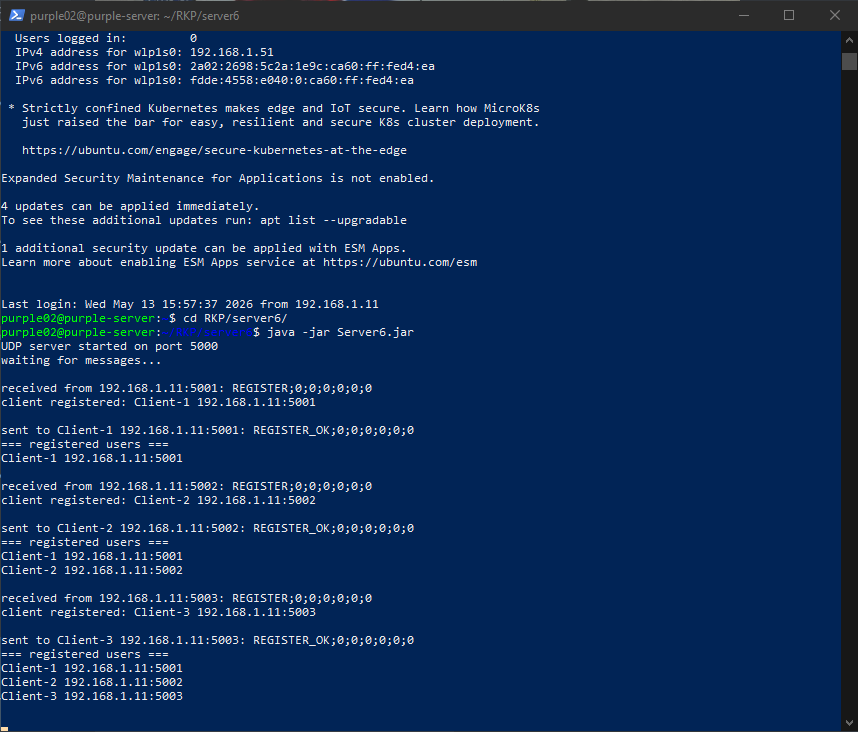 purple02@purple-server: ~/RKP/server6
Users logged in: 0
IPv4 address for wlp1s0: 192.168.1.51
IPv6 address for wlp1s0: 2a02:2698:5c2a:1e9c:ca60:ff:fed4:ea
IPv6 address for wlp1s0: fdde:4558:e040:0:ca60:ff:fed4:ea
* Strictly confined Kubernetes makes edge and IoT secure. Learn how MicroK8s
just raised the bar for easy, resilient and secure K8s cluster deployment.
https://ubuntu.com/engage/secure-kubernetes-at-the-edge
Expanded Security Maintenance for Applications is not enabled.
4 updates can be applied immediately.
To see these additional updates run: apt list --upgradable
1 additional security update can be applied with ESM Apps.
Learn more about enabling ESM Apps service at https://ubuntu.com/esm
Last login: Wed May 13 15:57:37 2026 from 192.168.1.11
purple02@purple-server:~$ cd RKP/server6/
purple02@purple-server:~/RKP/server6$ java -jar Server6.jar
UDP server started on port 5000
waiting for messages...
received from 192.168.1.11:5001: REGISTER;0;0;0;0;0;0
client registered: Client-1 192.168.1.11:5001
sent to Client-1 192.168.1.11:5001: REGISTER_OK;0;0;0;0;0;0
=== registered users ===
Client-1 192.168.1.11:5001
received from 192.168.1.11:5002: REGISTER;0;0;0;0;0;0
client registered: Client-2 192.168.1.11:5002
sent to Client-2 192.168.1.11:5002: REGISTER_OK;0;0;0;0;0;0
=== registered users ===
Client-1 192.168.1.11:5001
Client-2 192.168.1.11:5002
received from 192.168.1.11:5003: REGISTER;0;0;0;0;0;0
client registered: Client-3 192.168.1.11:5003
sent to Client-3 192.168.1.11:5003: REGISTER_OK;0;0;0;0;0;0
=== registered users ===
Client-1 192.168.1.11:5001
Client-2 192.168.1.11:5002
Client-3 192.168.1.11:5003